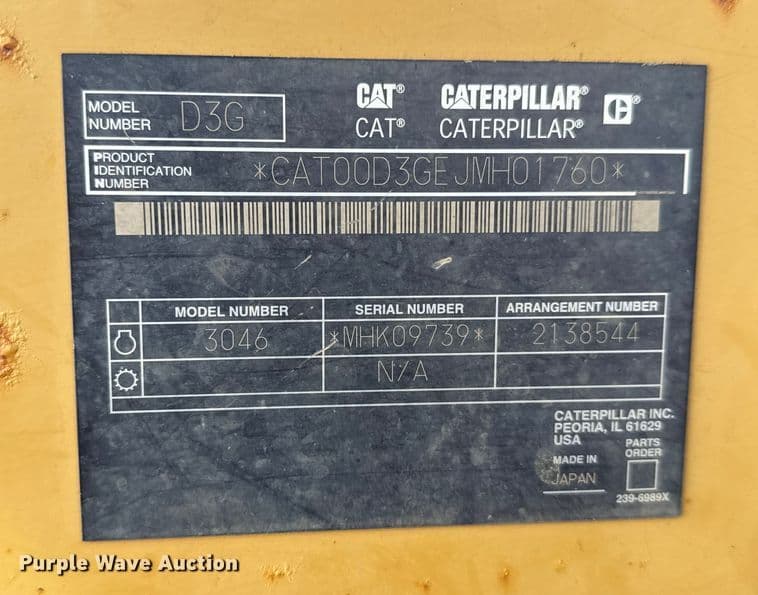 MODEL NUMBER D3G
CAT® CATERPILLAR® C®
CAT® CATERPILLAR®
PRODUCT IDENTIFICATION NUMBER *CAT00D3GEJMH01760*
MODEL NUMBER SERIAL NUMBER ARRANGEMENT NUMBER
3046 *MHK09739* 2138544
N/A
CATERPILLAR INC.
PEORIA, IL 61629
USA
PARTS ORDER
MADE IN
JAPAN
239-6989X
Purple Wave Auction